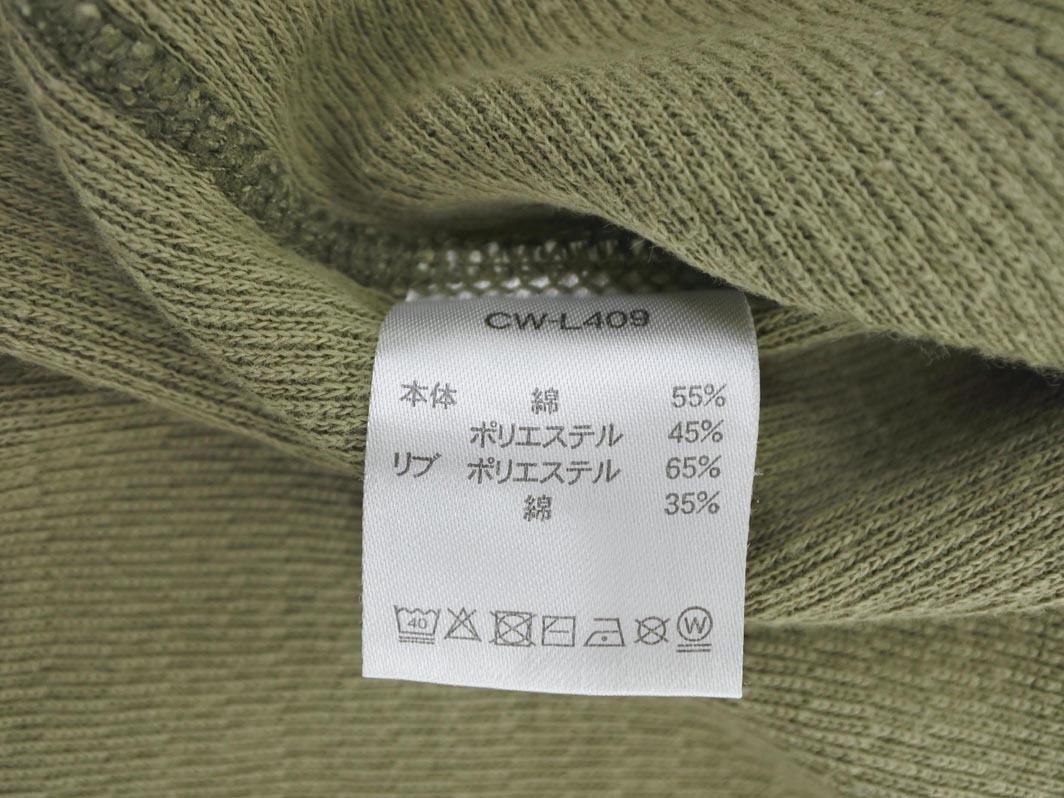 CW-L409
本体 綿 55%
ポリエステル 45%
リブ ポリエステル 65%
綿 35%
40 W